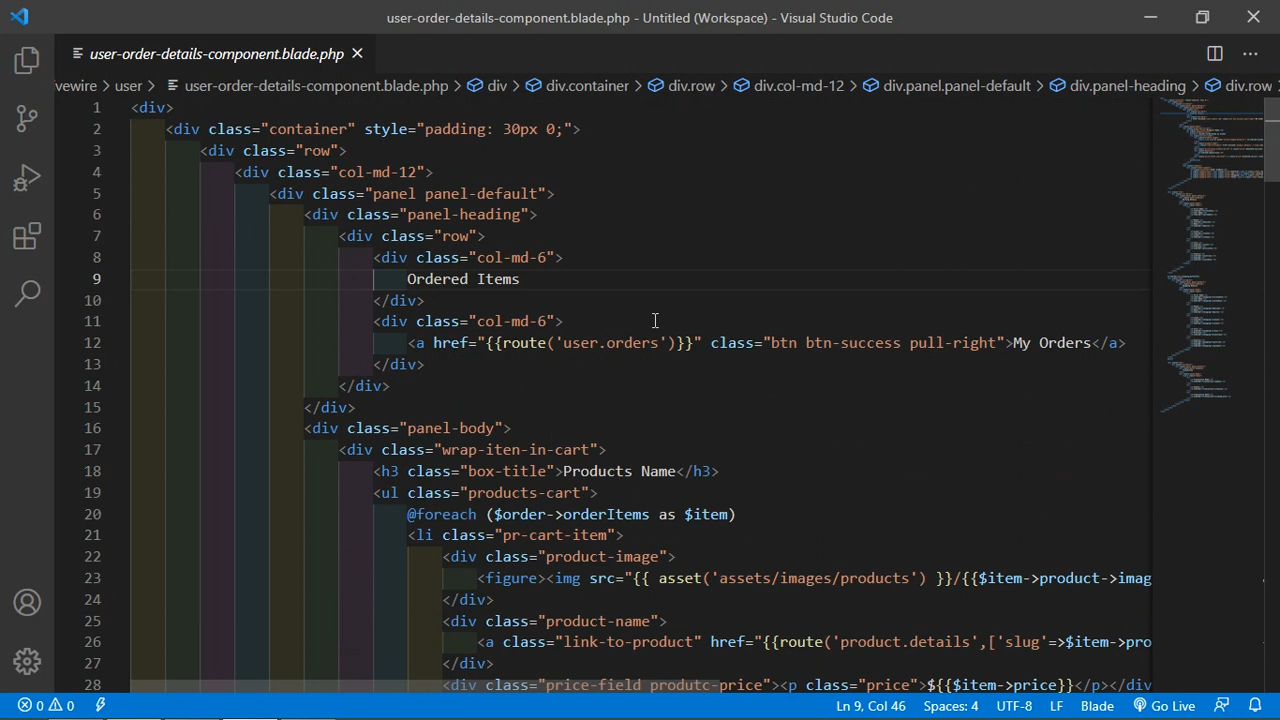 user-order-details-component.blade.php - Untitled (Workspace) - Visual Studio Code
user-order-details-component.blade.php
vewire > user > user-order-details-component.blade.php > div > div.container > div.row > div.col-md-12 > div.panel.panel-default > div.panel-heading > div.row
1 <div>
2 <div class="container" style="padding: 30px 0;">
3 <div class="row">
4 <div class="col-md-12">
5 <div class="panel panel-default">
6 <div class="panel-heading">
7 <div class="row">
8 <div class="col-md-6">
9 Ordered Items
10 </div>
11 <div class="col-md-6">
12 <a href="{{route('user.orders')}}" class="btn btn-success pull-right">My Orders</a>
13 </div>
14 </div>
15 </div>
16 <div class="panel-body">
17 <div class="wrap-iten-in-cart">
18 <h3 class="box-title">Products Name</h3>
19 <ul class="products-cart">
20 @foreach ($order->orderItems as $item)
21 <li class="pr-cart-item">
22 <div class="product-image">
23 <figure><img src="{{ asset('assets/images/products') }}/{{$item->product->imag
24 </div>
25 <div class="product-name">
26 <a class="link-to-product" href="{{route('product.details',['slug'=>$item->pro
27 </div>
28 <div class="price-field produtc-price"><p class="price">${{$item->price}}</p></div
0 0 Ln 9, Col 46 Spaces: 4 UTF-8 LF Blade Go Live